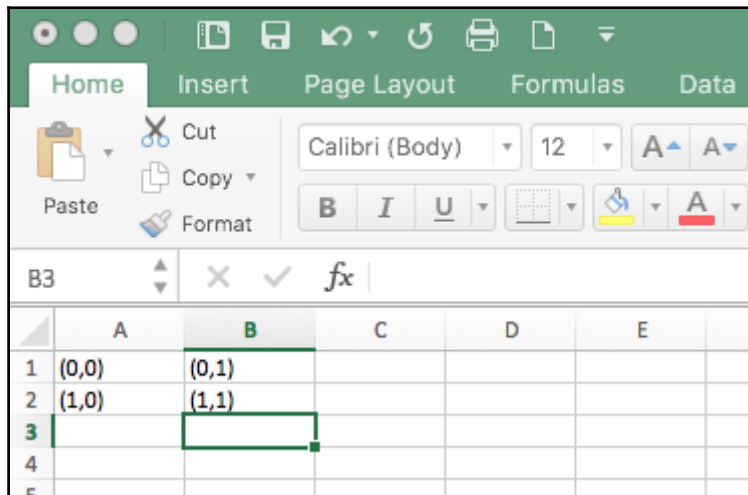 Home Insert Page Layout Formulas Data
Cut
Calibri (Body) 12 A A
Copy
Paste
B I U A
Format
B3 fx
A B C D E
1 (0,0) (0,1)
2 (1,0) (1,1)
3
4
5